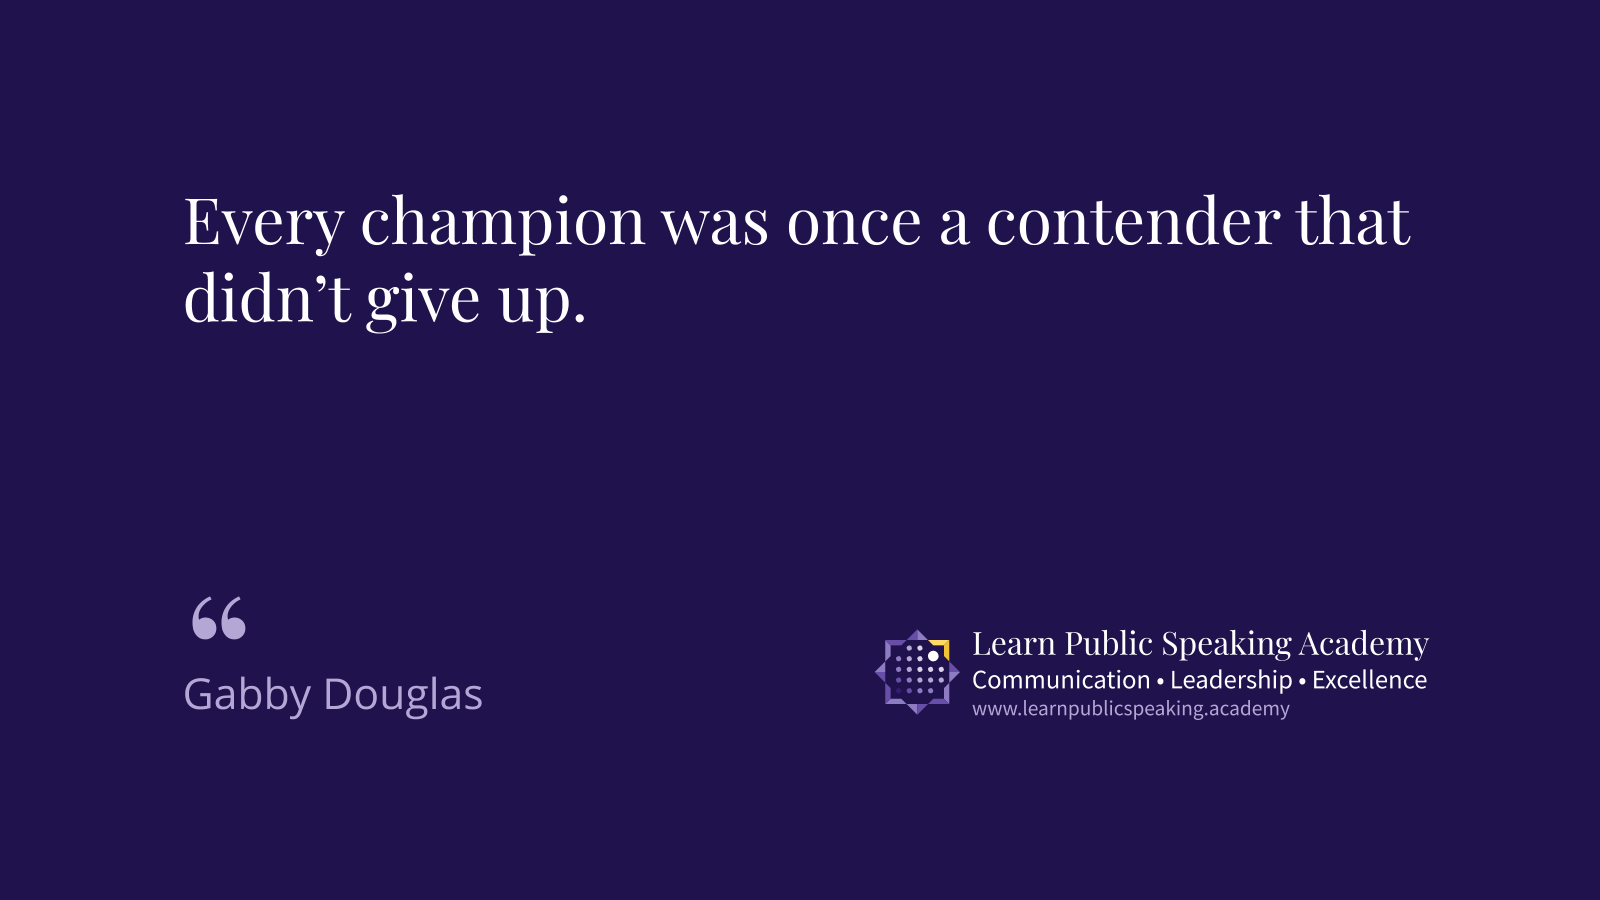 Every champion was once a contender that
didn’t give up.
“
Gabby Douglas
Learn Public Speaking Academy
Communication • Leadership • Excellence
www.learnpublicspeaking.academy